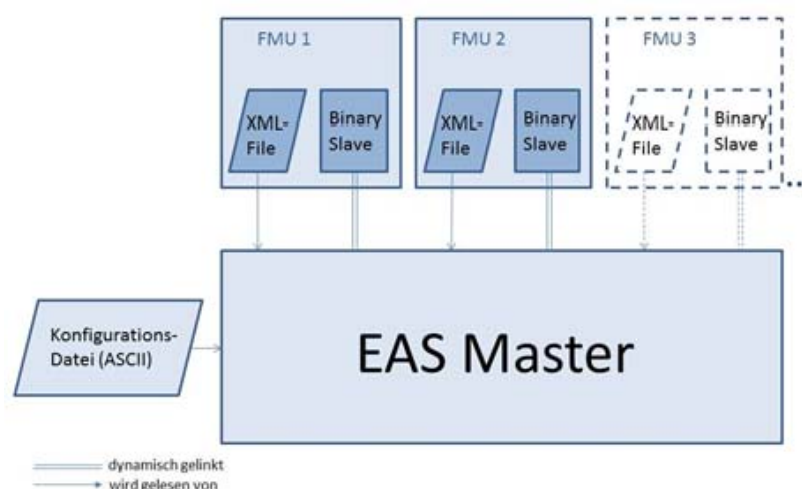 FMU 1
FMU 2
FMU 3
XML=
File
Binary
Slave
XML=
File
Binary
Slave
XML=
File
Binary
Slave
...
Konfigurations-
Datei (ASCII)
EAS Master
dynamisch gelinkt
wird gelesen von